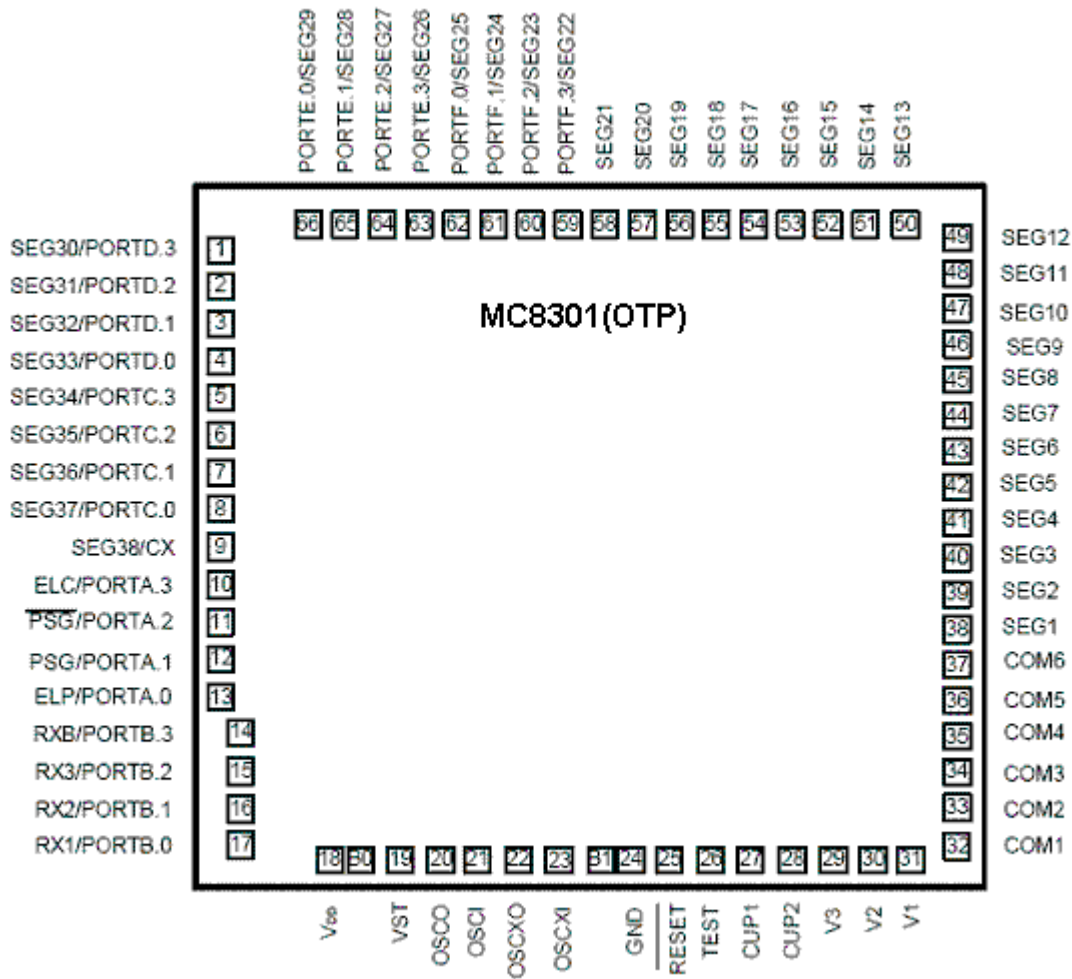 PORTE.0/SEG29
PORTE.1/SEG28
PORTE.2/SEG27
PORTE.3/SEG26
PORTF.0/SEG25
PORTF.1/SEG24
PORTF.2/SEG23
PORTF.3/SEG22
SEG21
SEG20
SEG19
SEG18
SEG17
SEG16
SEG15
SEG14
SEG13
66 65 64 63 62 61 60 59 58 57 56 55 54 53 52 51 50
MC8301(OTP)
SEG30/PORTD.3 1
SEG31/PORTD.2 2
SEG32/PORTD.1 3
SEG33/PORTD.0 4
SEG34/PORTC.3 5
SEG35/PORTC.2 6
SEG36/PORTC.1 7
SEG37/PORTC.0 8
SEG38/CX 9
ELC/PORTA.3 10
PSG/PORTA.2 11
PSG/PORTA.1 12
ELP/PORTA.0 13
RXB/PORTB.3 14
RX3/PORTB.2 15
RX2/PORTB.1 16
RX1/PORTB.0 17
49 SEG12
48 SEG11
47 SEG10
46 SEG9
45 SEG8
44 SEG7
43 SEG6
42 SEG5
41 SEG4
40 SEG3
39 SEG2
38 SEG1
37 COM6
36 COM5
35 COM4
34 COM3
33 COM2
32 COM1
18 B0 19 20 21 22 23 B1 24 25 26 27 28 29 30 31
VST
OSCO
OSCI
OSCXO
OSCXI
GND
RESET
TEST
CUP1
CUP2
V3
V2
V1